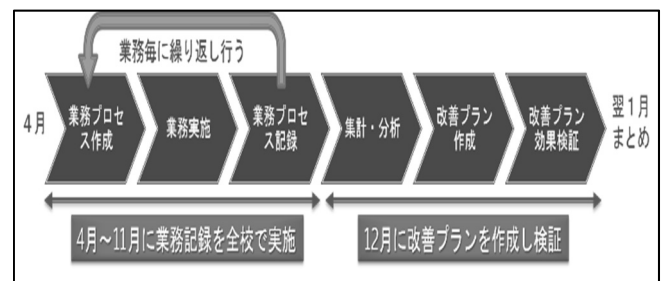 業務毎に繰り返し行う
4月
業務プロセ
ス作成
業務実施
業務プロセ
ス記録
集計・分析
改善プラン
作成
改善プラン
効果検証
翌1月
まとめ
4月～11月に業務記録を全校で実施
12月に改善プランを作成し検証